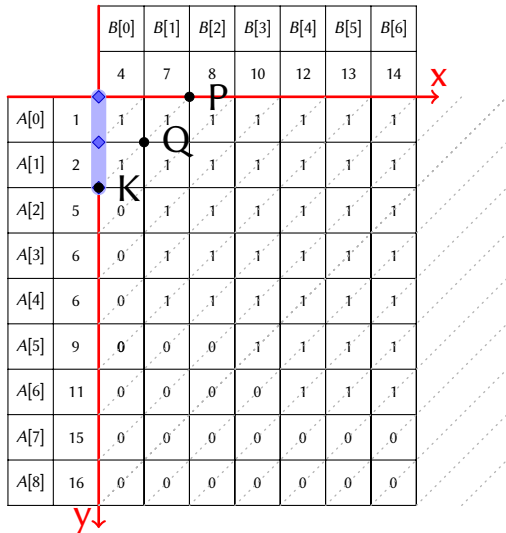 B[0] B[1] B[2] B[3] B[4] B[5] B[6]
4 7 8 10 12 13 14
x
P
A[0] 1 1 1 1 1 1 1 1
Q
A[1] 2 1 1 1 1 1 1 1
K
A[2] 5 0 1 1 1 1 1 1
A[3] 6 0 1 1 1 1 1 1
A[4] 6 0 1 1 1 1 1 1
A[5] 9 0 0 0 1 1 1 1
A[6] 11 0 0 0 0 1 1 1
A[7] 15 0 0 0 0 0 0 0
A[8] 16 0 0 0 0 0 0 0
y